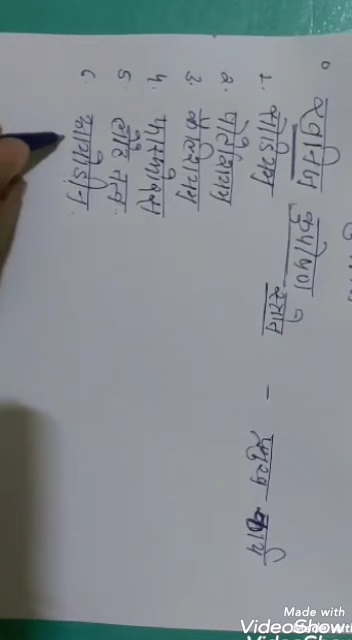 खनिज कुपोषण
स्त्रोत - मुख्य कार्य
1. सोडियम
2. पोटेशियम
3. कैल्शियम
4. फास्फोरस
5. लौह तत्व
6. आयोडीन
Made with
VideoShow